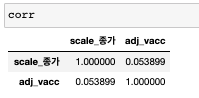 corr
scale_종가 adj_vacc
scale_종가 1.000000 0.053899
adj_vacc 0.053899 1.000000